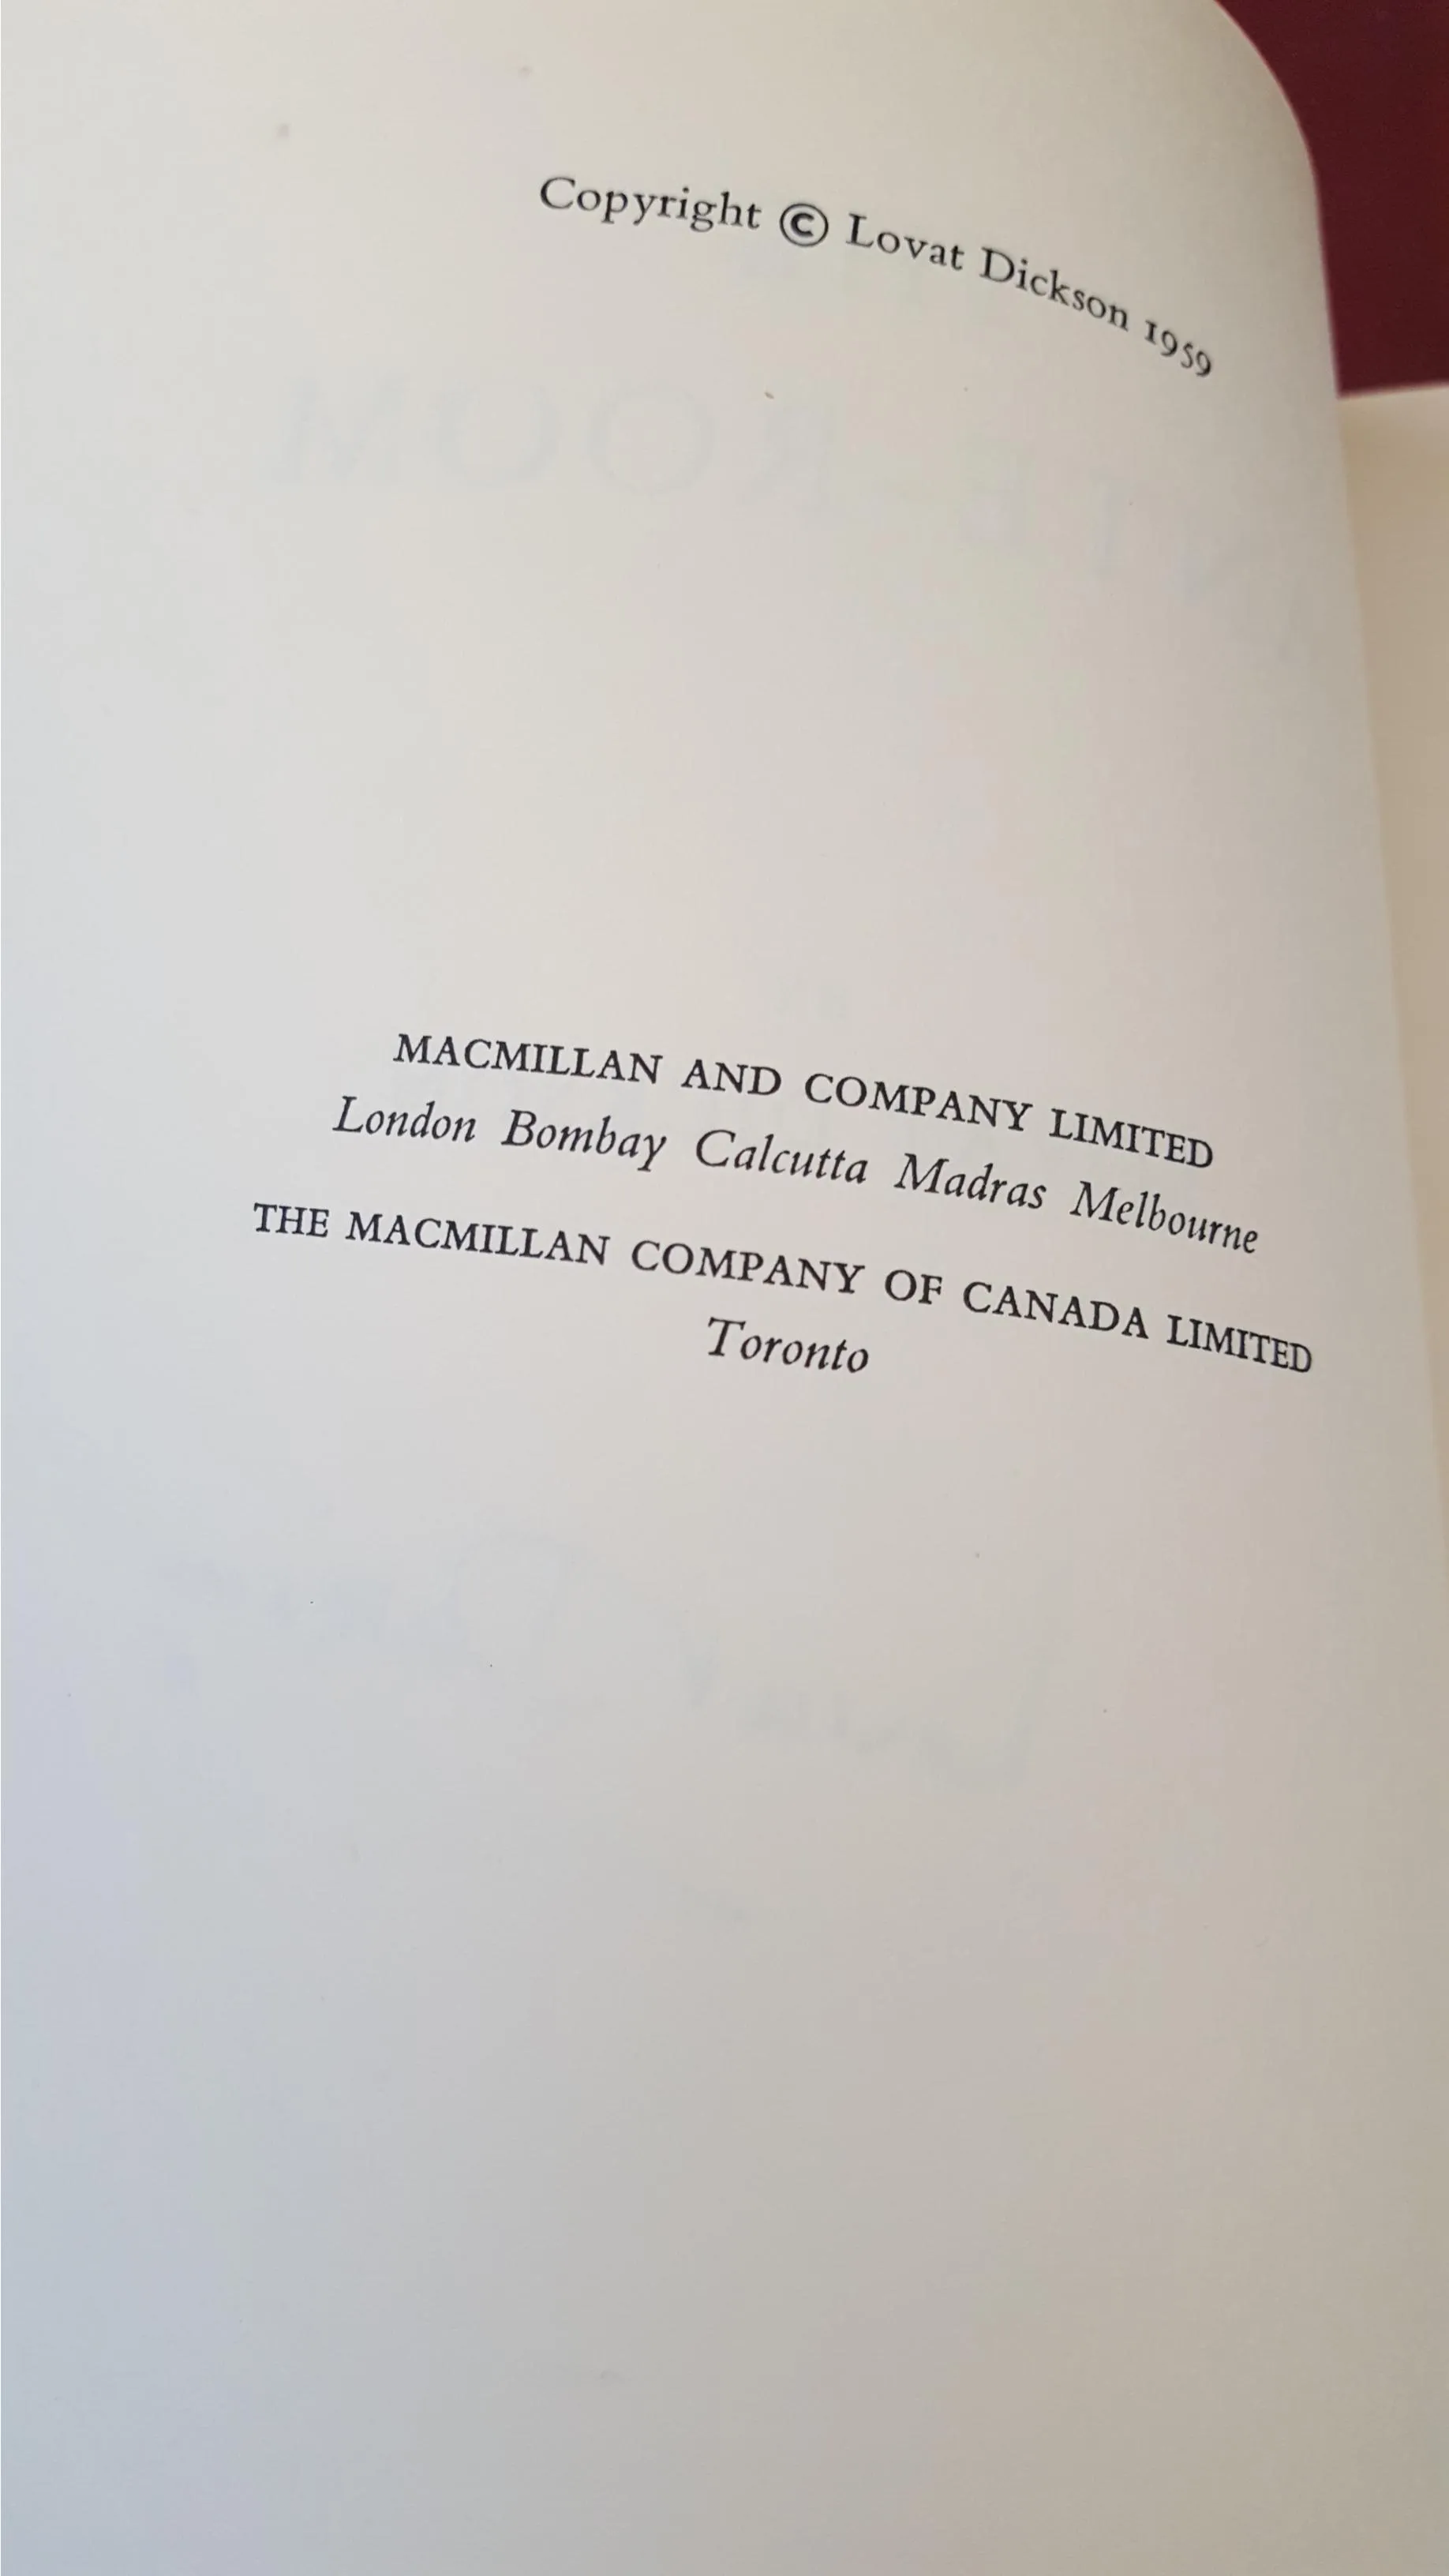 Copyright © Lovat Dickson 1959
MACMILLAN AND COMPANY LIMITED
London Bombay Calcutta Madras Melbourne
THE MACMILLAN COMPANY OF CANADA LIMITED
Toronto